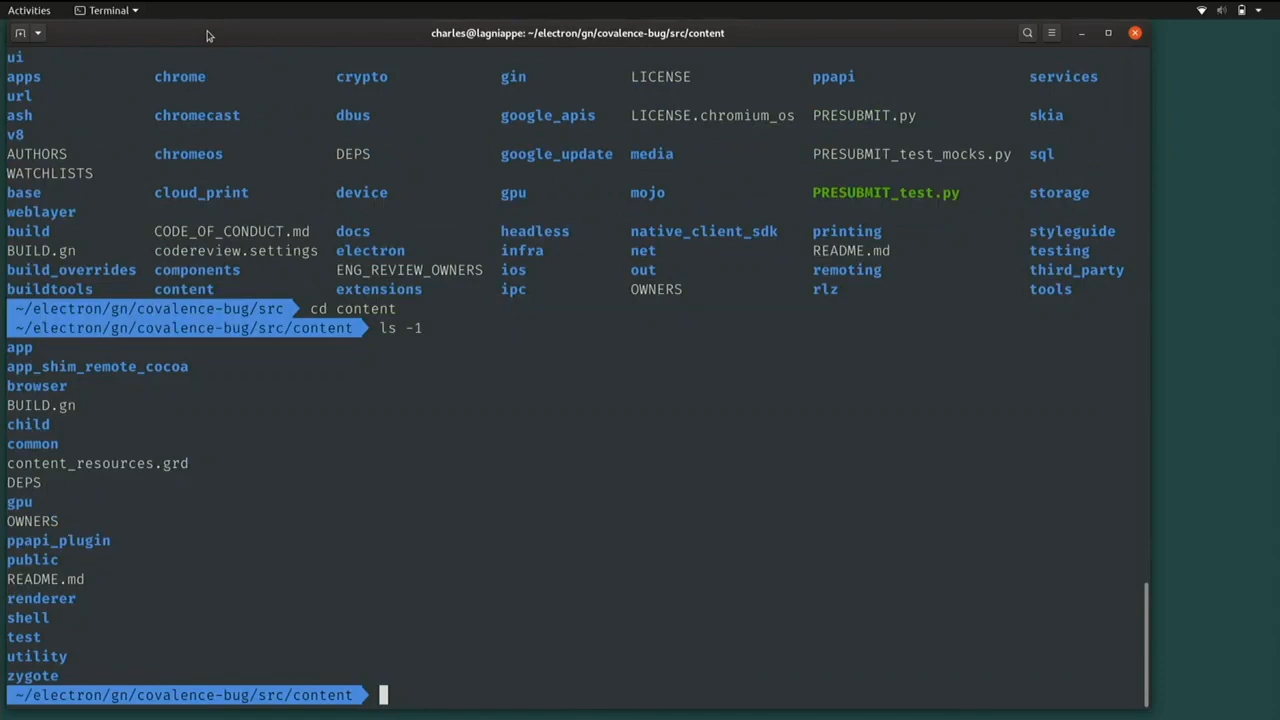 Activities Terminal
charles@lagniappe: ~/electron/gn/covalence-bug/src/content
ui
apps chrome crypto gin LICENSE ppapi services
url
ash chromecast dbus google_apis LICENSE.chromium_os PRESUBMIT.py skia
v8
AUTHORS chromeos DEPS google_update media PRESUBMIT_test_mocks.py sql
WATCHLISTS
base cloud_print device gpu mojo PRESUBMIT_test.py storage
weblayer
build CODE_OF_CONDUCT.md docs headless native_client_sdk printing styleguide
BUILD.gn codereview.settings electron infra net README.md testing
build_overrides components ENG_REVIEW_OWNERS ios out remoting third_party
buildtools content extensions ipc OWNERS rlz tools
~/electron/gn/covalence-bug/src cd content
~/electron/gn/covalence-bug/src/content ls -1
app
app_shim_remote_cocoa
browser
BUILD.gn
child
common
content_resources.grd
DEPS
gpu
OWNERS
ppapi_plugin
public
README.md
renderer
shell
test
utility
zygote
~/electron/gn/covalence-bug/src/content